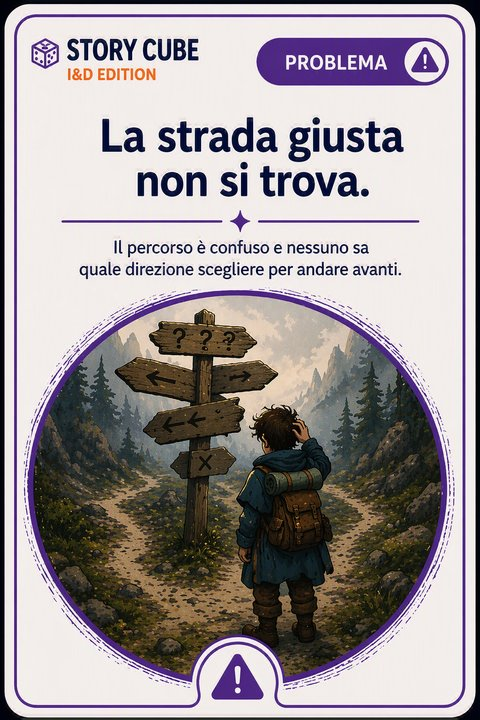 STORY CUBE
I&D EDITION
PROBLEMA
La strada giusta
non si trova.
Il percorso è confuso e nessuno sa
quale direzione scegliere per andare avanti.
? ? ?
X